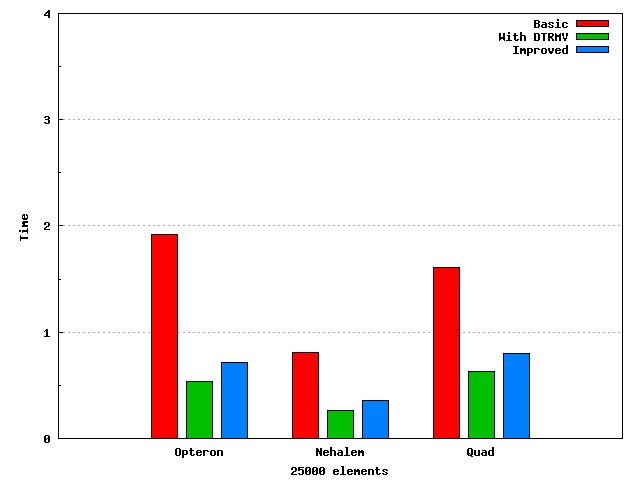 4
Basic
With DTRMV
Improved
3
2
1
0
Time
Opteron Nehalem Quad
25000 elements